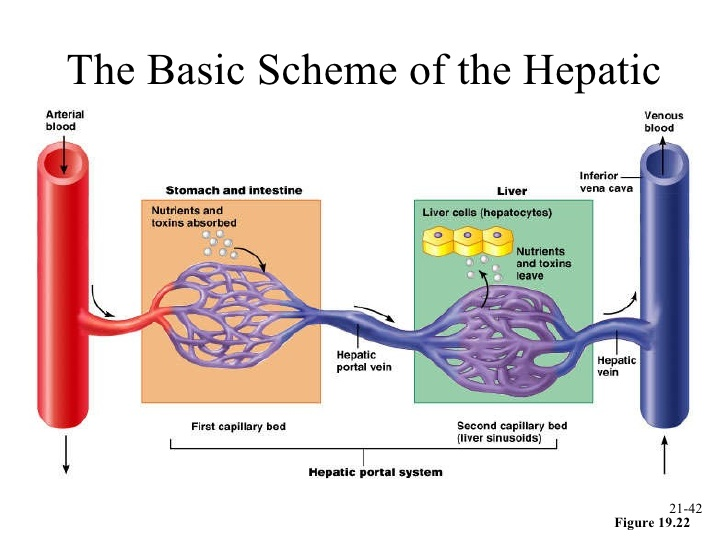 The Basic Scheme of the Hepatic
Arterial
blood
Venous
blood
Inferior
vena cava
Stomach and intestine
Liver
Nutrients and
toxins absorbed
Liver cells (hepatocytes)
Nutrients
and toxins
leave
Hepatic
portal vein
Hepatic
vein
First capillary bed
Second capillary bed
(liver sinusoids)
Hepatic portal system
21-42
Figure 19.22